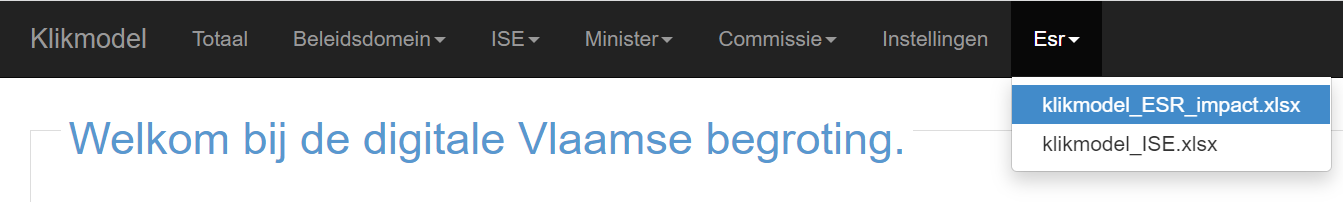 Klikmodel Totaal Beleidsdomein ISE Minister Commissie Instellingen Esr
klikmodel_ESR_impact.xlsx
klikmodel_ISE.xlsx
Welkom bij de digitale Vlaamse begroting.